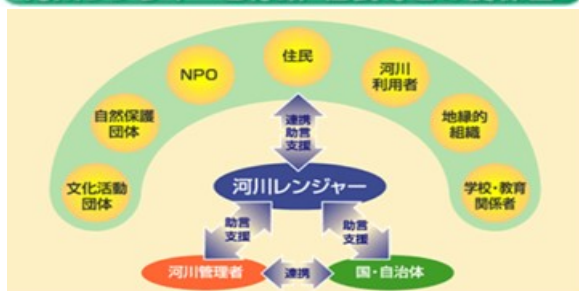 住民
NPO
河川
利用者
自然保護
団体
地縁的
組織
文化活動
団体
学校・教育
関係者
連携
助言
支援
河川レンジャー
助言
支援
助言
支援
河川管理者
連携
国・自治体